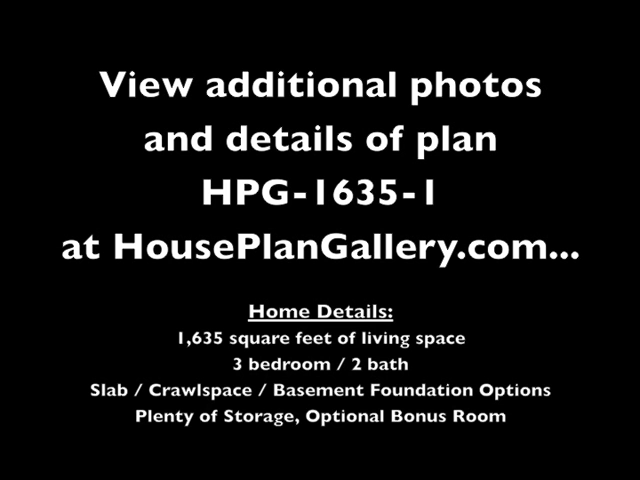 View additional photos
and details of plan
HPG-1635-1
at HousePlanGallery.com...
Home Details:
1,635 square feet of living space
3 bedroom / 2 bath
Slab / Crawlspace / Basement Foundation Options
Plenty of Storage, Optional Bonus Room